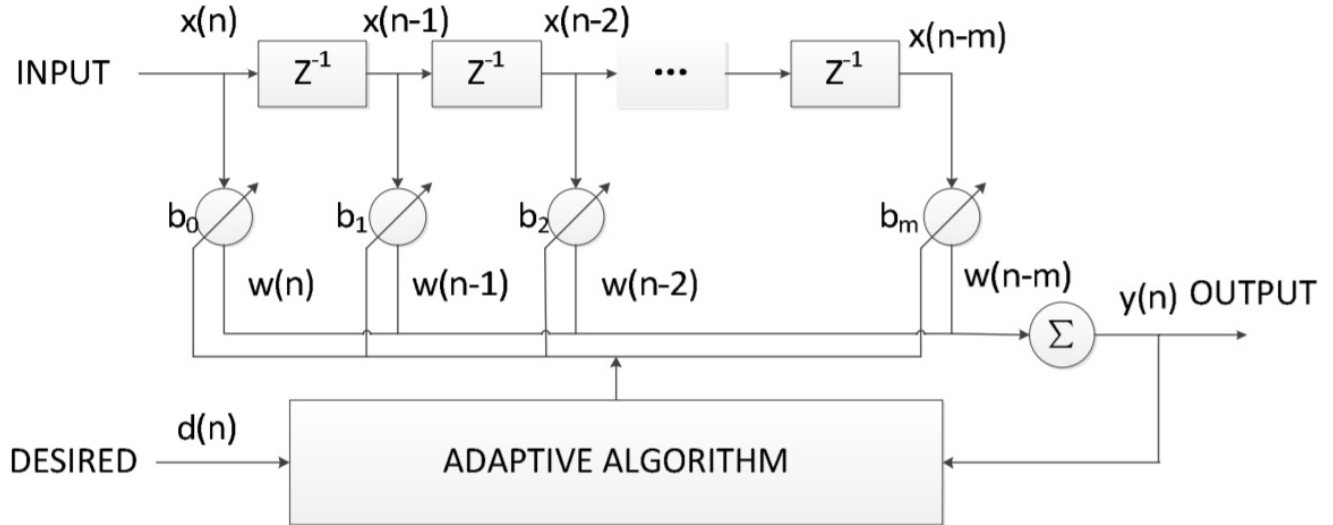 x(n) x(n-1) x(n-2) x(n-m)
INPUT Z⁻¹ Z⁻¹ ... Z⁻¹
b₀ b₁ b₂ bₘ
w(n) w(n-1) w(n-2) w(n-m)
y(n) OUTPUT
Σ
d(n)
DESIRED ADAPTIVE ALGORITHM